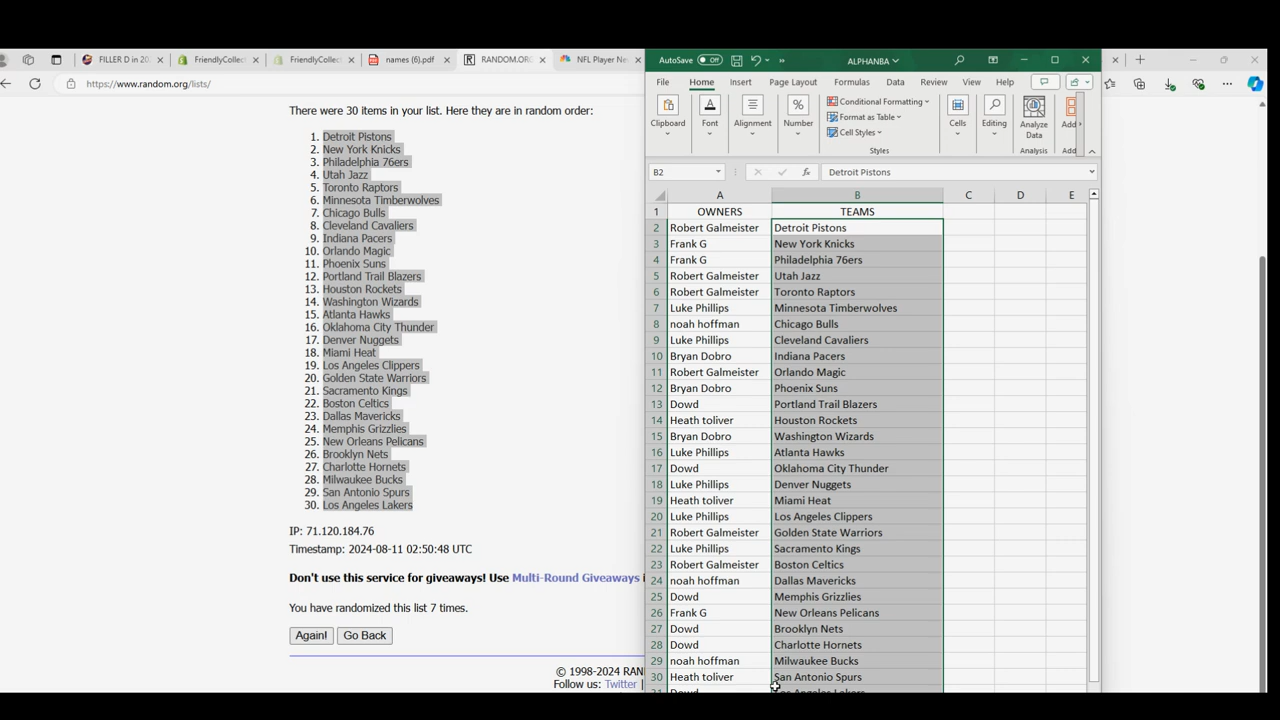 FILLER D in 20
FriendlyCollect
FriendlyCollect
names (6).pdf
RANDOM.OR
NFL Player Ne
https://www.random.org/lists/
There were 30 items in your list. Here they are in random order:
1. Detroit Pistons
2. New York Knicks
3. Philadelphia 76ers
4. Utah Jazz
5. Toronto Raptors
6. Minnesota Timberwolves
7. Chicago Bulls
8. Cleveland Cavaliers
9. Indiana Pacers
10. Orlando Magic
11. Phoenix Suns
12. Portland Trail Blazers
13. Houston Rockets
14. Washington Wizards
15. Atlanta Hawks
16. Oklahoma City Thunder
17. Denver Nuggets
18. Miami Heat
19. Los Angeles Clippers
20. Golden State Warriors
21. Sacramento Kings
22. Boston Celtics
23. Dallas Mavericks
24. Memphis Grizzlies
25. New Orleans Pelicans
26. Brooklyn Nets
27. Charlotte Hornets
28. Milwaukee Bucks
29. San Antonio Spurs
30. Los Angeles Lakers
IP: 71.120.184.76
Timestamp: 2024-08-11 02:50:48 UTC
Don't use this service for giveaways! Use Multi-Round Giveaways i
You have randomized this list 7 times.
Again! Go Back
© 1998-2024 RAN
Follow us: Twitter |
AutoSave Off ALPHANBA
File Home Insert Page Layout Formulas Data Review View Help
Clipboard Font Alignment Number Conditional Formatting Format as Table Cell Styles Cells Editing Analyze Data Add
Styles Analysis Add
B2 fx Detroit Pistons
A B C D E
1 OWNERS TEAMS
2 Robert Galmeister Detroit Pistons
3 Frank G New York Knicks
4 Frank G Philadelphia 76ers
5 Robert Galmeister Utah Jazz
6 Robert Galmeister Toronto Raptors
7 Luke Phillips Minnesota Timberwolves
8 noah hoffman Chicago Bulls
9 Luke Phillips Cleveland Cavaliers
10 Bryan Dobro Indiana Pacers
11 Robert Galmeister Orlando Magic
12 Bryan Dobro Phoenix Suns
13 Dowd Portland Trail Blazers
14 Heath toliver Houston Rockets
15 Bryan Dobro Washington Wizards
16 Luke Phillips Atlanta Hawks
17 Dowd Oklahoma City Thunder
18 Luke Phillips Denver Nuggets
19 Heath toliver Miami Heat
20 Luke Phillips Los Angeles Clippers
21 Robert Galmeister Golden State Warriors
22 Luke Phillips Sacramento Kings
23 Robert Galmeister Boston Celtics
24 noah hoffman Dallas Mavericks
25 Dowd Memphis Grizzlies
26 Frank G New Orleans Pelicans
27 Dowd Brooklyn Nets
28 Dowd Charlotte Hornets
29 noah hoffman Milwaukee Bucks
30 Heath toliver San Antonio Spurs
31 Dowd Los Angeles Lakers